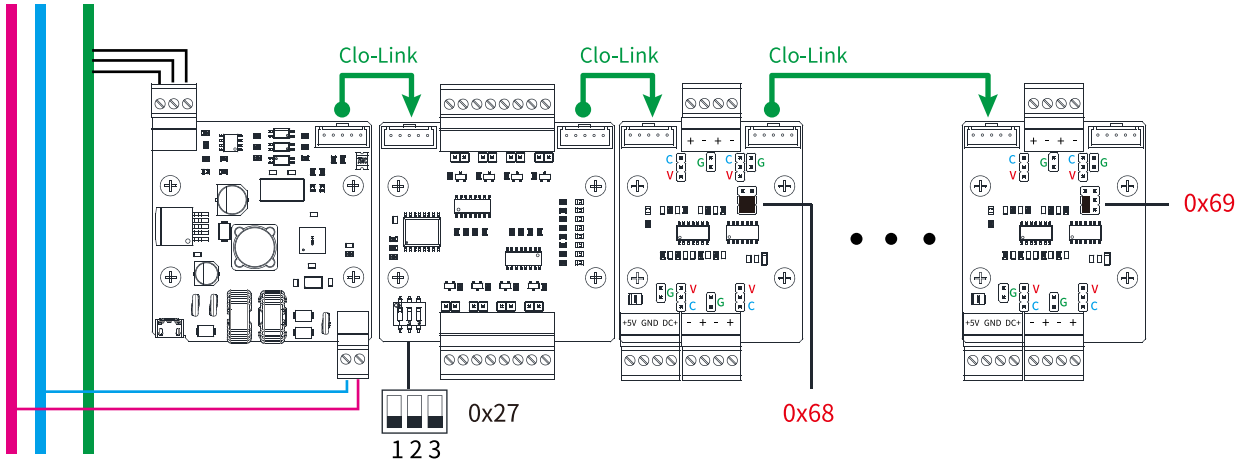 Clo-Link
Clo-Link
Clo-Link
+ - + -
+ - + -
C G C G
V V
C G C G
V V
0x69
G V
C
G
G V
C
G
+5V GND DC+ - + - +
+5V GND DC+ - + - +
0x27
0x68
1 2 3